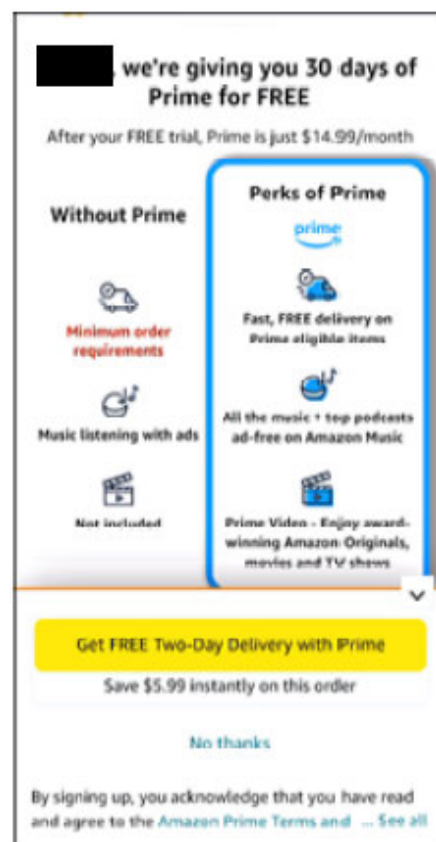 , we're giving you 30 days of
Prime for FREE
After your FREE trial, Prime is just $14.99/month
Without Prime
Minimum order
requirements
Music listening with ads
Not included
Perks of Prime
prime
Fast, FREE delivery on
Prime eligible items
All the music + top podcasts
ad-free on Amazon Music
Prime Video - Enjoy award-
winning Amazon Originals,
movies and TV shows
Get FREE Two-Day Delivery with Prime
Save $5.99 instantly on this order
No thanks
By signing up, you acknowledge that you have read
and agree to the Amazon Prime Terms and ... See all